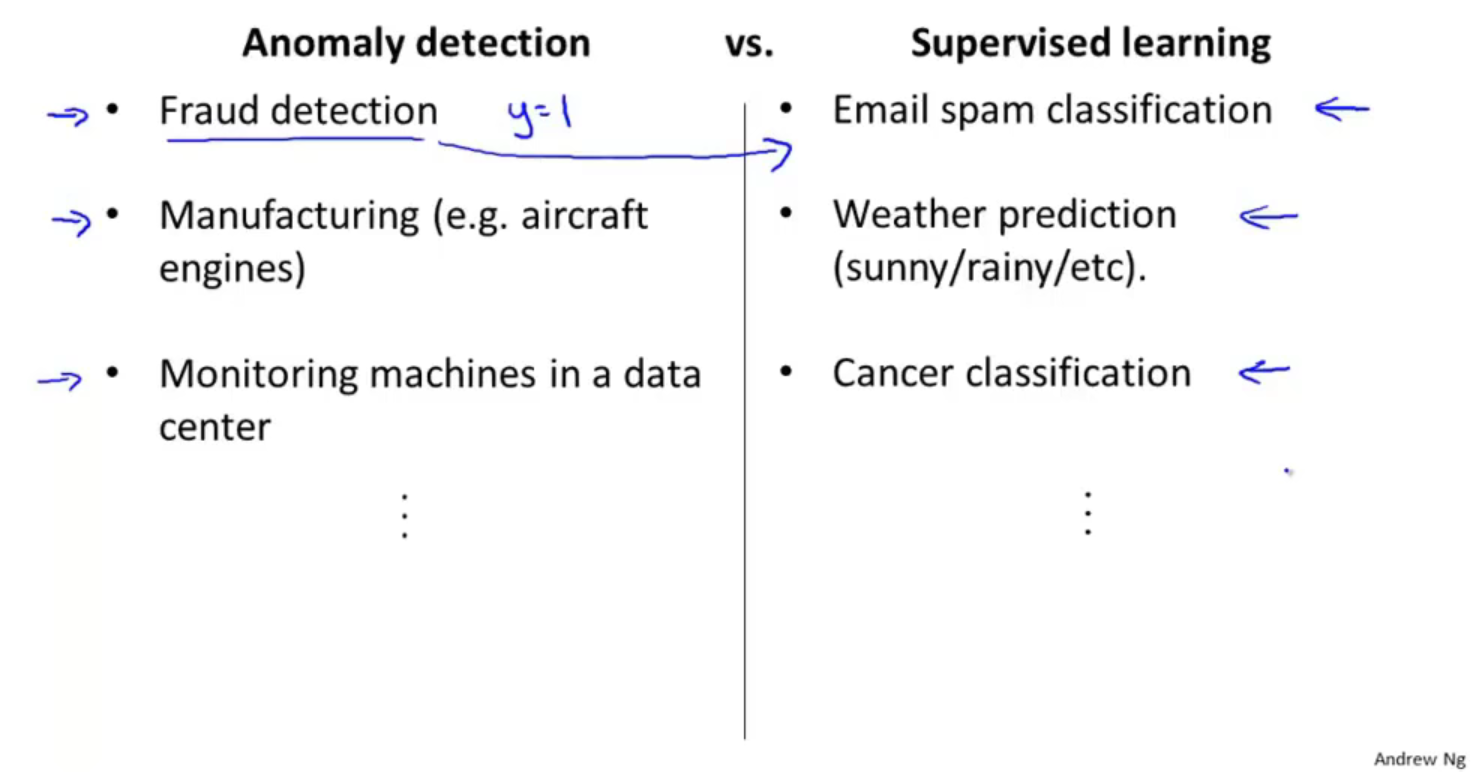 Anomaly detection vs. Supervised learning
• Fraud detection y=1
• Manufacturing (e.g. aircraft
engines)
• Monitoring machines in a data
center
• Email spam classification
• Weather prediction
(sunny/rainy/etc).
• Cancer classification
Andrew Ng